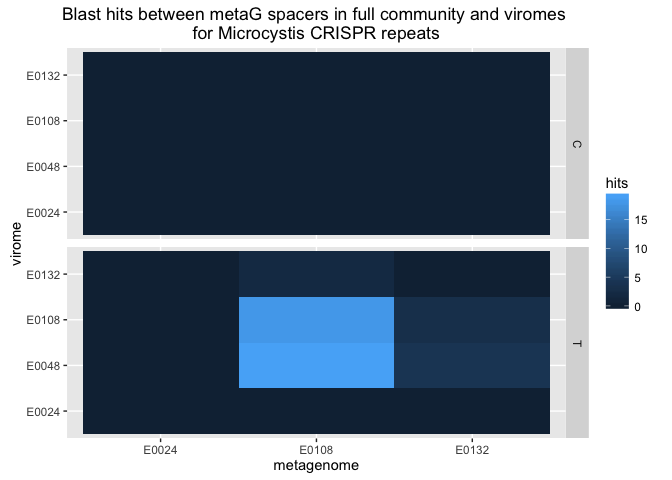 Blast hits between metaG spacers in full community and viromes
for Microcystis CRISPR repeats
virome
E0132
E0108
E0048
E0024
C
E0132
E0108
E0048
E0024
T
E0024
E0108
E0132
metagenome
hits
15
10
5
0